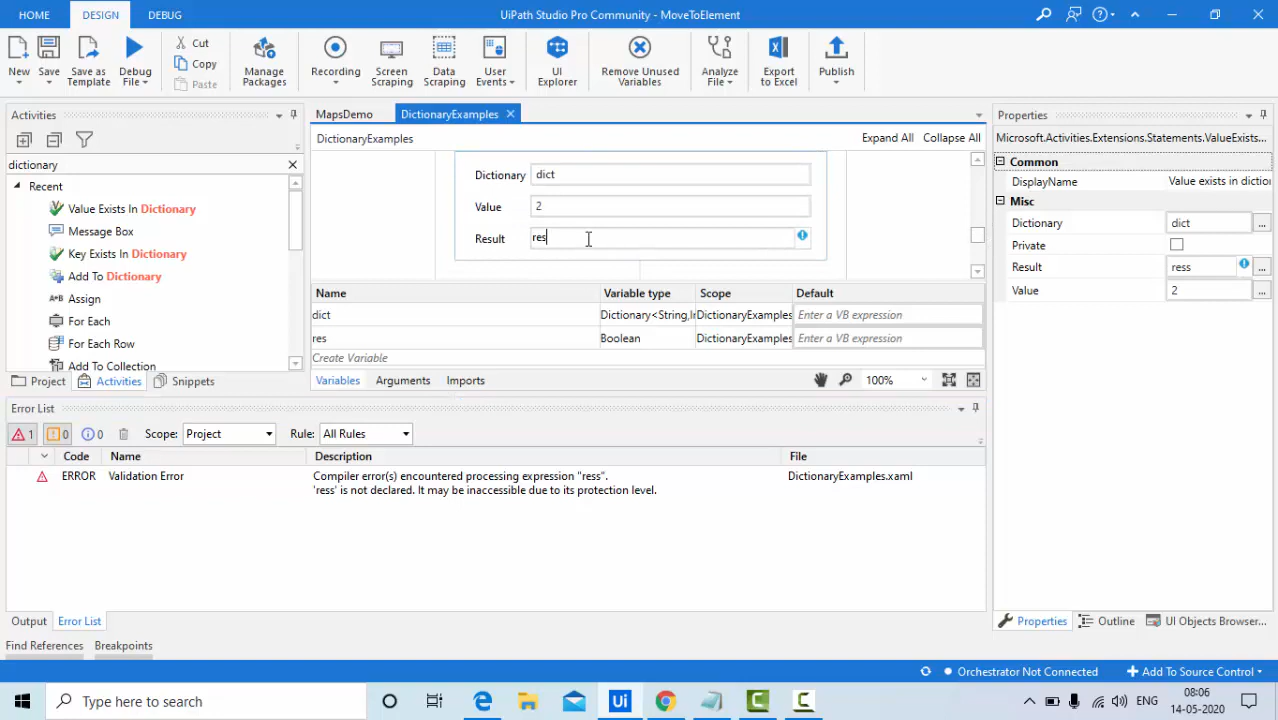 HOME DESIGN DEBUG UiPath Studio Pro Community - MoveToElement
New Save Save as Template Debug File Cut Copy Paste Manage Packages Recording Screen Scraping Data Scraping User Events UI Explorer Remove Unused Variables Analyze File Export to Excel Publish
Activities
dictionary
Recent
Value Exists In Dictionary
Message Box
Key Exists In Dictionary
Add To Dictionary
A*B Assign
For Each
For Each Row
Add To Collection
Project Activities Snippets
MapsDemo DictionaryExamples
DictionaryExamples Expand All Collapse All
Dictionary dict
Value 2
Result res
Name Variable type Scope Default
dict Dictionary<String,In DictionaryExamples Enter a VB expression
res Boolean DictionaryExamples Enter a VB expression
Create Variable
Variables Arguments Imports 100%
Properties
Microsoft.Activities.Extensions.Statements.ValueExists...
Common
DisplayName Value exists in diction
Misc
Dictionary dict ...
Private
Result ress ...
Value 2 ...
Error List
1 0 0 Scope: Project Rule: All Rules
Code Name Description File
ERROR Validation Error Compiler error(s) encountered processing expression "ress". DictionaryExamples.xaml
'ress' is not declared. It may be inaccessible due to its protection level.
Output Error List
Properties Outline UI Objects Browser...
Find References Breakpoints
Orchestrator Not Connected Add To Source Control
Type here to search Ui ENG 08:06
14-05-2020